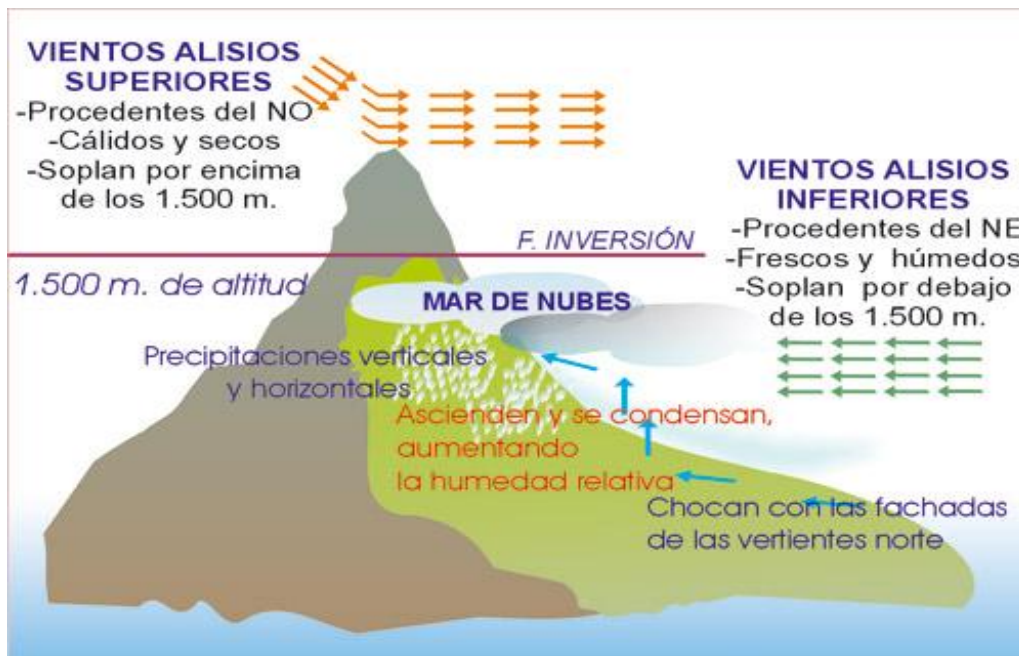 VIENTOS ALISIOS
SUPERIORES
-Procedentes del NO
-Cálidos y secos
-Soplan por encima
de los 1.500 m.
VIENTOS ALISIOS
INFERIORES
-Procedentes del NE
-Frescos y húmedos
-Soplan por debajo
de los 1.500 m.
F. INVERSIÓN
1.500 m. de altitud
MAR DE NUBES
Precipitaciones verticales
y horizontales
Ascienden y se condensan,
aumentando
la humedad relativa
Chocan con las fachadas
de las vertientes norte